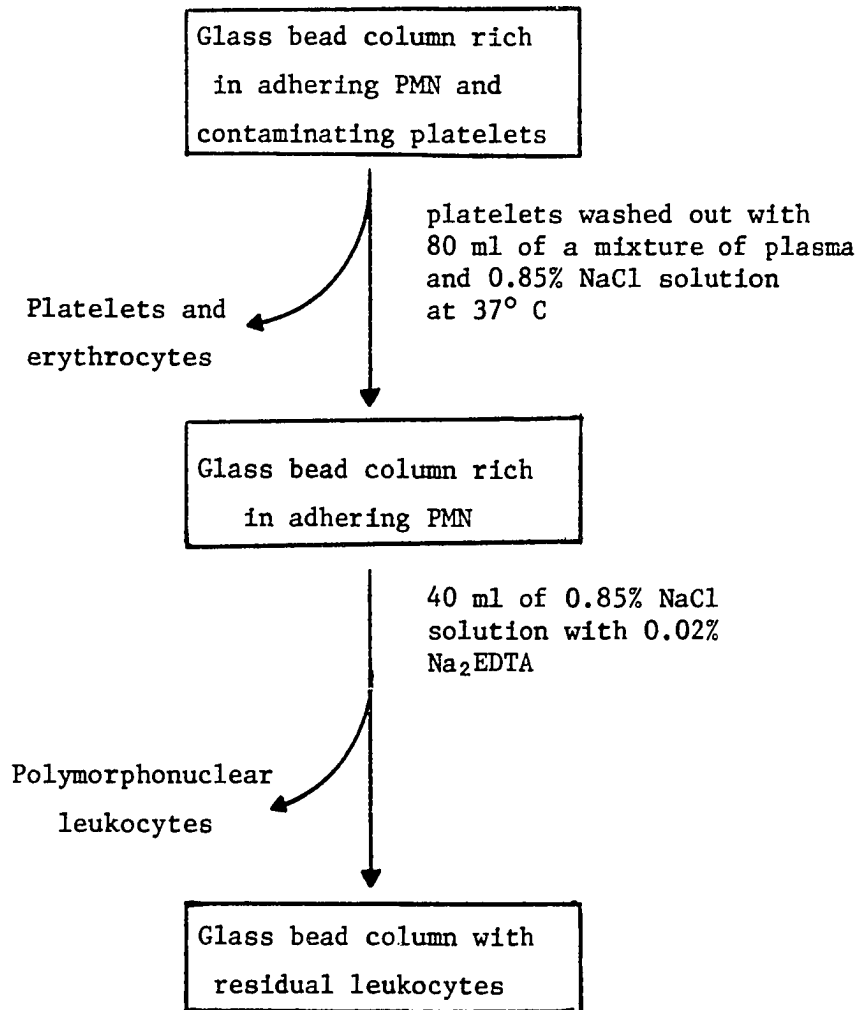 Glass bead column rich
in adhering PMN and
contaminating platelets
platelets washed out with
80 ml of a mixture of plasma
and 0.85% NaCl solution
at 37° C
Platelets and
erythrocytes
Glass bead column rich
in adhering PMN
40 ml of 0.85% NaCl
solution with 0.02%
Na₂EDTA
Polymorphonuclear
leukocytes
Glass bead column with
residual leukocytes